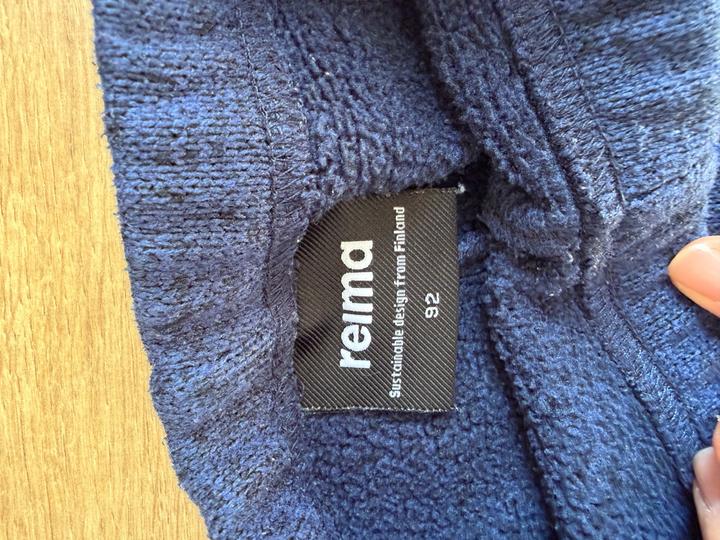 reima
Sustainable design from Finland
92